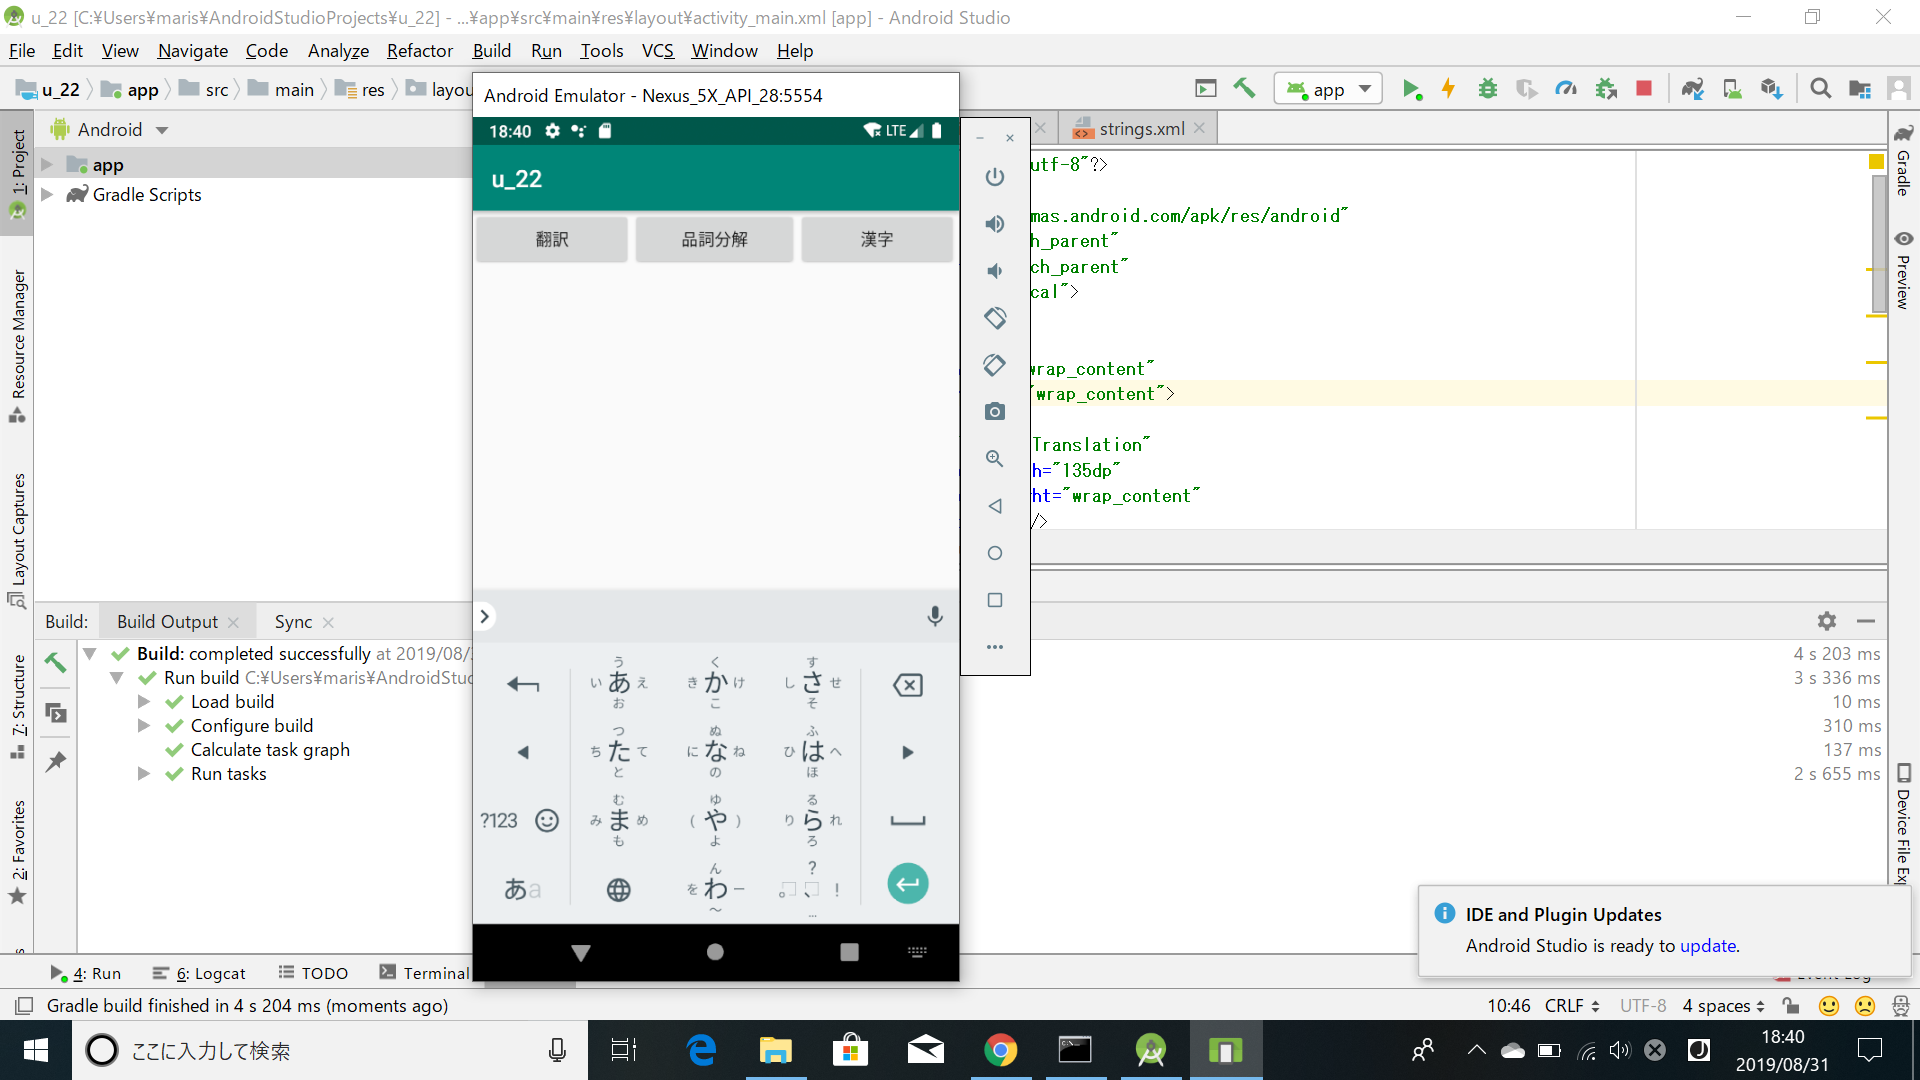 u_22 [C:¥Users¥maris¥AndroidStudioProjects¥u_22] - ...¥app¥src¥main¥res¥layout¥activity_main.xml [app] - Android Studio
File Edit View Navigate Code Analyze Refactor Build Run Tools VCS Window Help
u_22 app src main res layou
app
Android Emulator - Nexus_5X_API_28:5554
18:40 LTE
u_22
翻訳 品詞分解 漢字
Android
app
Gradle Scripts
1: Project
Resource Manager
Layout Captures
7: Structure
2: Favorites
strings.xml
utf-8"?>
mas.android.com/apk/res/android"
h_parent"
ch_parent"
cal">
wrap_content"
"wrap_content">
Translation"
h="135dp"
ht="wrap_content"
/>
Gradle
Preview
Device File Ex
Build: Build Output Sync
Build: completed successfully at 2019/08/3 4 s 203 ms
Run build C:¥Users¥maris¥AndroidStud 3 s 336 ms
Load build 10 ms
Configure build 310 ms
Calculate task graph 137 ms
Run tasks 2 s 655 ms
う く す
い あ え き か け し さ せ
お こ そ
つ ぬ ふ
ち た て に な ね ひ は へ
と の ほ
む ゆ る
?123 み ま め ( や ) り ら れ
も よ ろ
ん ?
あa を わ ー 。 、 !
～ ...
IDE and Plugin Updates
Android Studio is ready to update.
4: Run 6: Logcat TODO Terminal
Gradle build finished in 4 s 204 ms (moments ago)
10:46 CRLF UTF-8 4 spaces
ここに入力して検索
18:40
2019/08/31